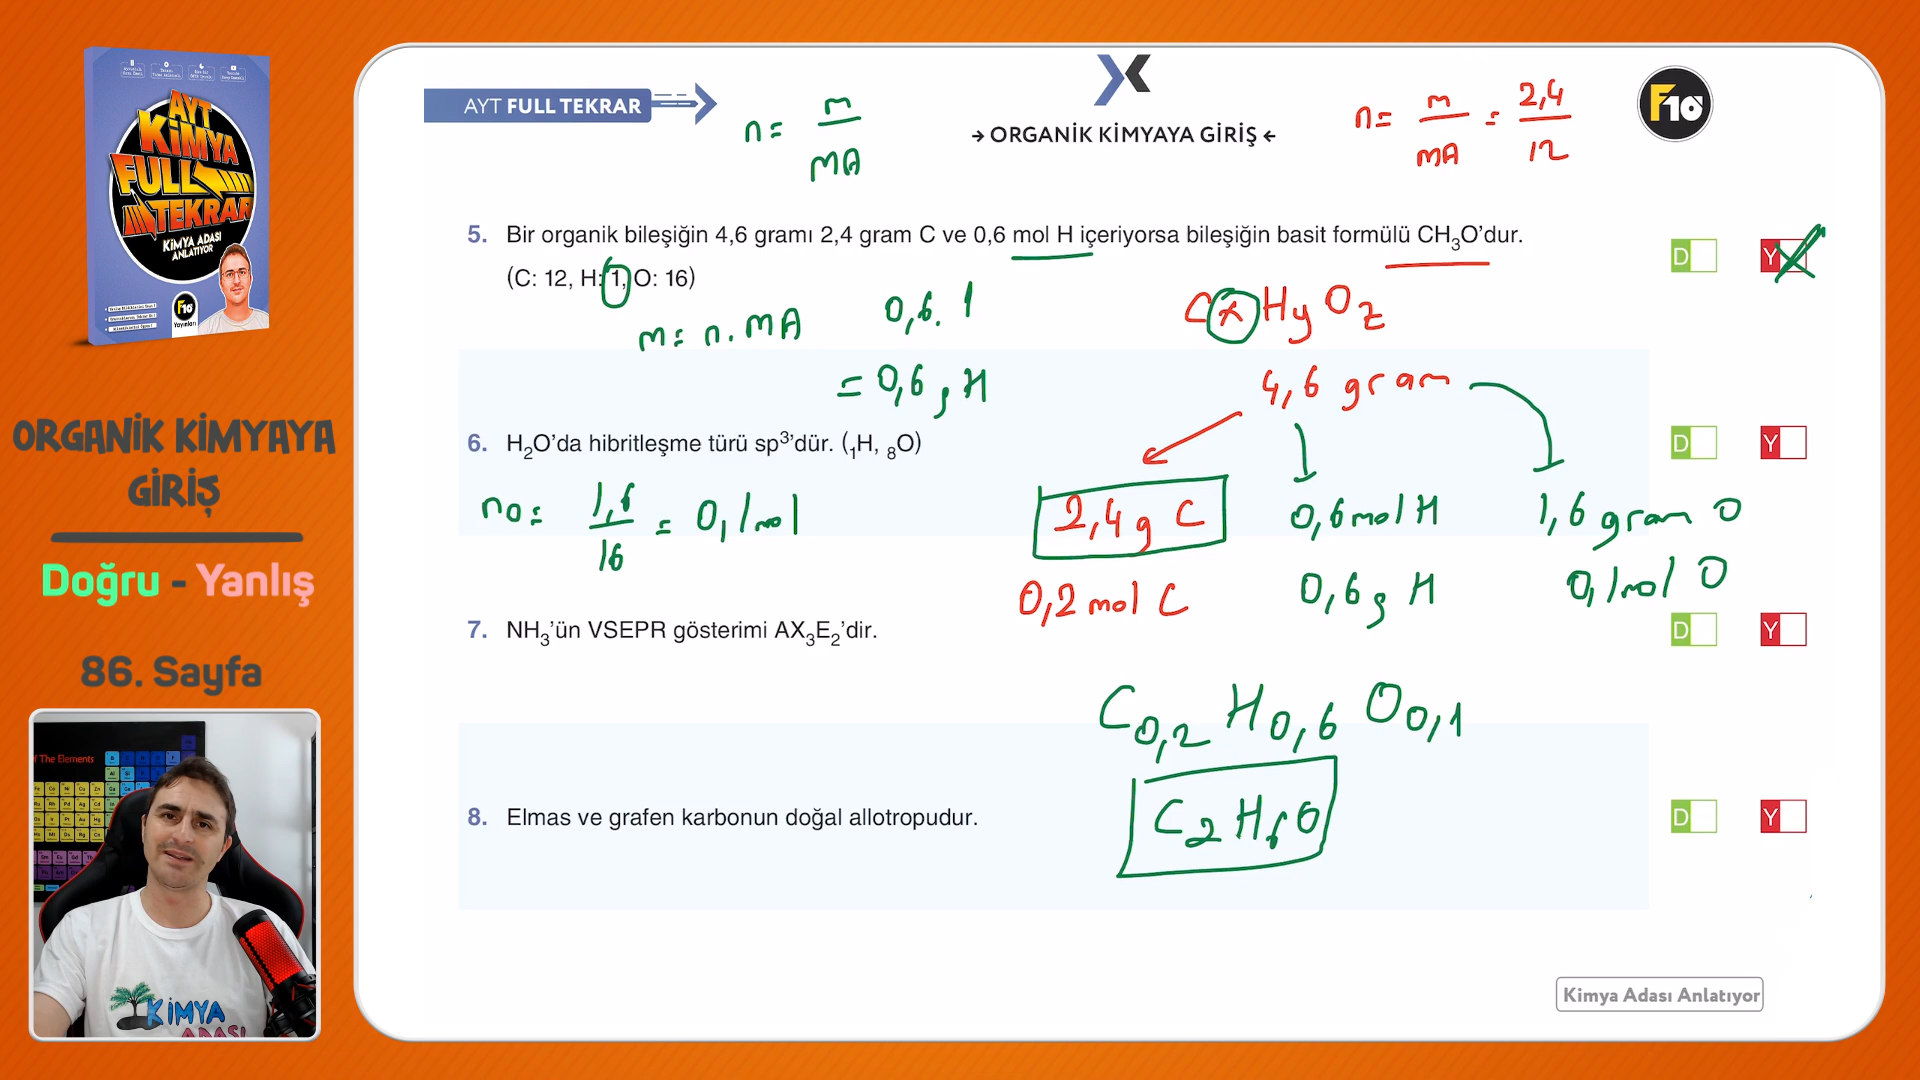 AYT
KİMYA
FULL
TEKRAR
KİMYA ADASI
ANLATIYOR
F10
Yayınları
ORGANİK KİMYAYA
GİRİŞ
Doğru - Yanlış
86. Sayfa
The Elements
KİMYA
ADASI
AYT FULL TEKRAR
n = m / MA
→ ORGANİK KİMYAYA GİRİŞ ←
n = m / MA = 2,4 / 12
F10
5. Bir organik bileşiğin 4,6 gramı 2,4 gram C ve 0,6 mol H içeriyorsa bileşiğin basit formülü CH₃O'dur.
(C: 12, H: 1, O: 16)
D Y
m = n . MA
0,6 . 1
= 0,6 g H
CxHyOz
4,6 gram
6. H₂O'da hibritleşme türü sp³'dür. (₁H, ₈O)
D Y
nO = 1,6 / 16 = 0,1 mol
2,4 g C 0,6 mol H 1,6 gram O
0,2 mol C 0,6 g H 0,1 mol O
7. NH₃'ün VSEPR gösterimi AX₃E₂'dir.
D Y
C0,2 H0,6 O0,1
8. Elmas ve grafen karbonun doğal allotropudur.
D Y
C₂H₆O
Kimya Adası Anlatıyor